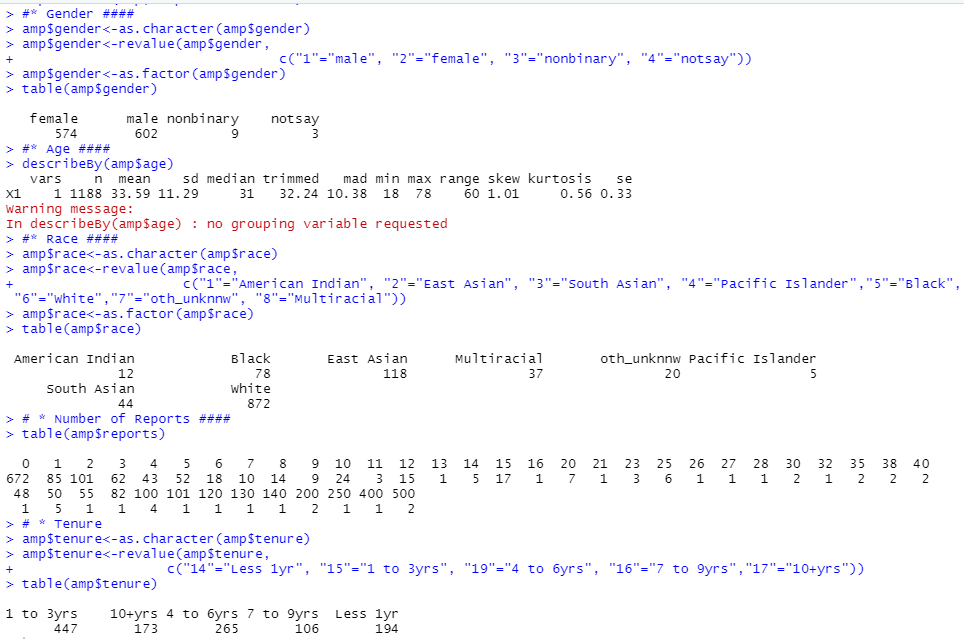 > #* Gender ####
> amp$gender<-as.character(amp$gender)
> amp$gender<-revalue(amp$gender,
+                                  c("1"="male", "2"="female", "3"="nonbinary", "4"="notsay"))
> amp$gender<-as.factor(amp$gender)
> table(amp$gender)

   female      male nonbinary    notsay
      574       602         9         3
> #* Age ####
> describeBy(amp$age)
   vars    n  mean    sd median trimmed   mad min max range skew kurtosis   se
X1    1 1188 33.59 11.29     31   32.24 10.38  18  78    60 1.01     0.56 0.33
Warning message:
In describeBy(amp$age) : no grouping variable requested
> #* Race ####
> amp$race<-as.character(amp$race)
> amp$race<-revalue(amp$race,
+                      c("1"="American Indian", "2"="East Asian", "3"="South Asian", "4"="Pacific Islander","5"="Black",
 "6"="White","7"="oth_unknnw", "8"="Multiracial"))
> amp$race<-as.factor(amp$race)
> table(amp$race)

 American Indian            Black       East Asian      Multiracial       oth_unknnw Pacific Islander
              12               78              118               37               20                5
     South Asian            White
              44              872
> # * Number of Reports ####
> table(amp$reports)

  0   1   2   3   4   5   6   7   8   9  10  11  12  13  14  15  16  20  21  23  25  26  27  28  30  32  35  38  40
672  85 101  62  43  52  18  10  14   9  24   3  15   1   5  17   1   7   1   3   6   1   1   1   2   1   2   2   2
 48  50  55  82 100 101 120 130 140 200 250 400 500
  1   5   1   1   4   1   1   1   1   2   1   1   2
> # * Tenure
> amp$tenure<-as.character(amp$tenure)
> amp$tenure<-revalue(amp$tenure,
+                    c("14"="Less 1yr", "15"="1 to 3yrs", "19"="4 to 6yrs", "16"="7 to 9yrs","17"="10+yrs"))
> table(amp$tenure)

1 to 3yrs    10+yrs 4 to 6yrs 7 to 9yrs  Less 1yr
      447       173       265       106       194